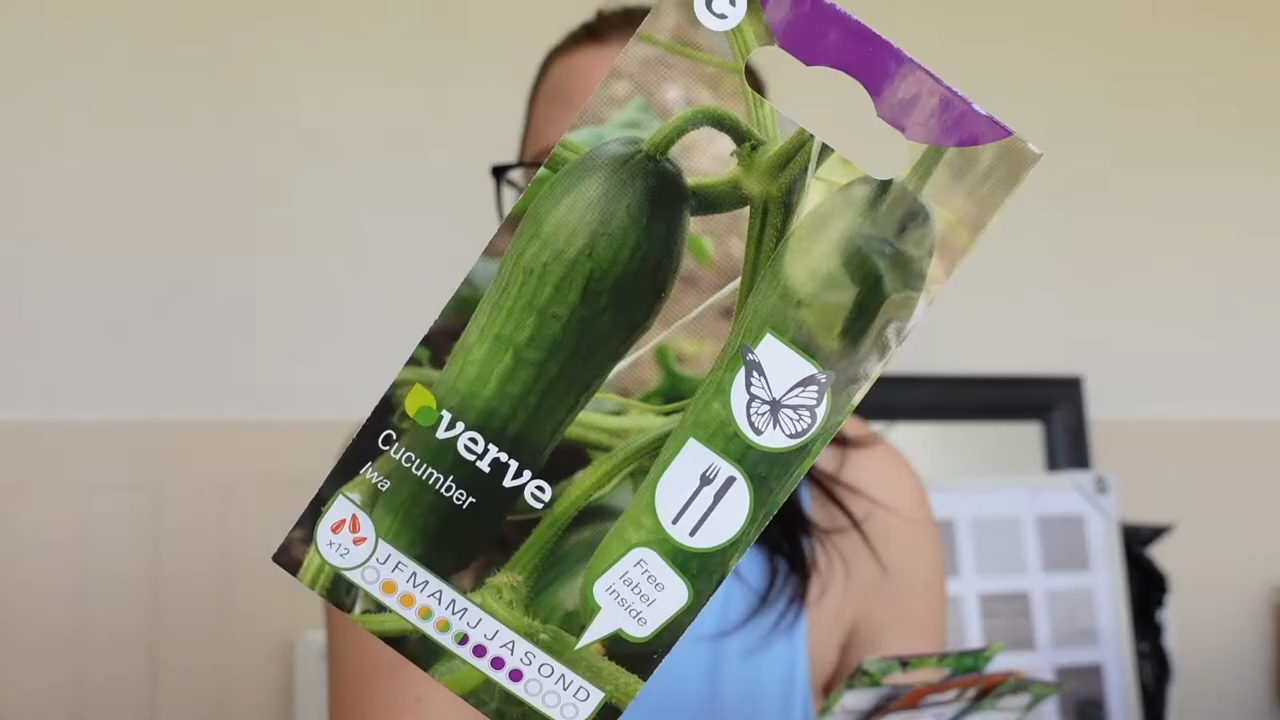 C
verve
Cucumber
Iwa
x12
JFMAMJJASOND
Free
label
inside